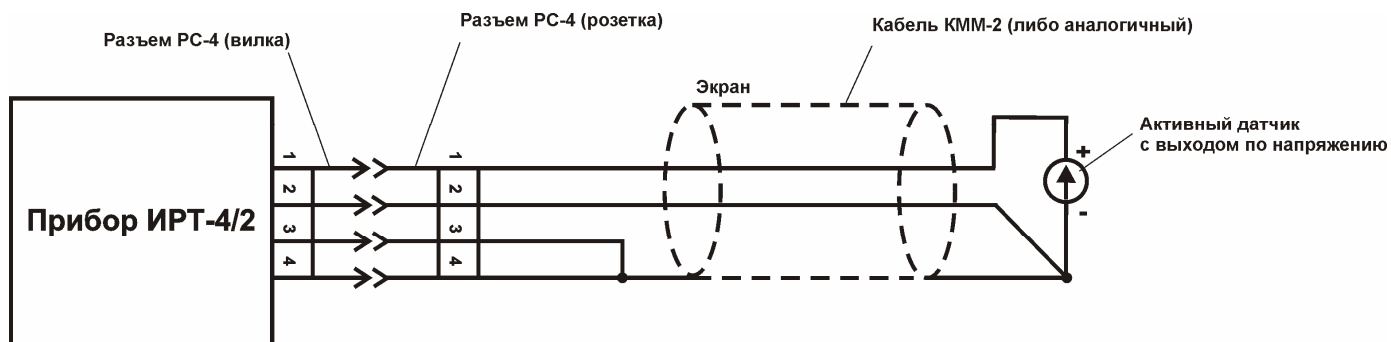 Разъем РС-4 (вилка)
Разъем РС-4 (розетка)
Кабель КММ-2 (либо аналогичный)
Экран
Активный датчик
с выходом по напряжению
Прибор ИРТ-4/2
1
2
3
4
1
2
3
4
+
-